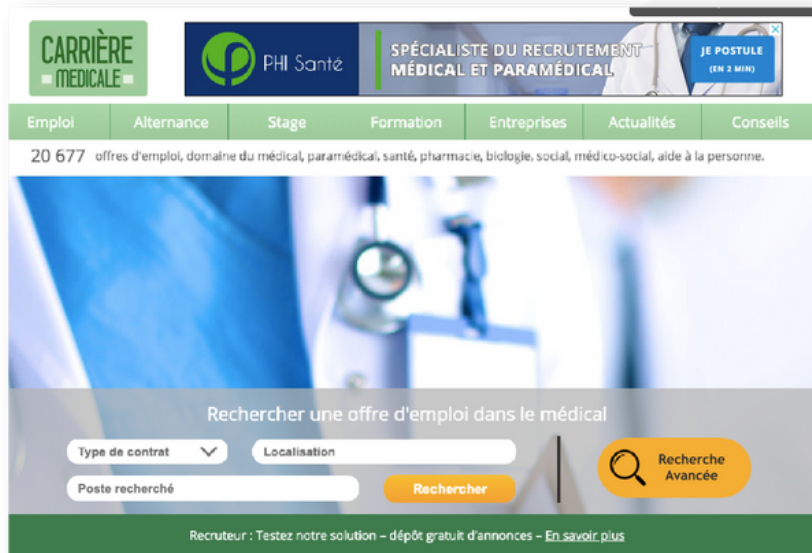 CARRIÈRE
MEDICALE
PHI Santé
SPÉCIALISTE DU RECRUTEMENT
MÉDICAL ET PARAMÉDICAL
JE POSTULE
(EN 2 MIN)
Emploi Alternance Stage Formation Entreprises Actualités Conseils
20 677 offres d'emploi, domaine du médical, paramédical, santé, pharmacie, biologie, social, médico-social, aide à la personne.
Rechercher une offre d'emploi dans le médical
Type de contrat Localisation
Poste recherché Rechercher
Recherche
Avancée
Recruteur : Testez notre solution – dépôt gratuit d'annonces – En savoir plus